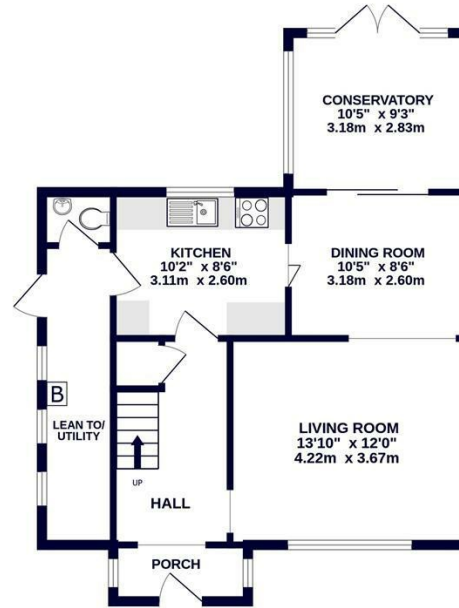 CONSERVATORY
10'5" x 9'3"
3.18m x 2.83m
KITCHEN
10'2" x 8'6"
3.11m x 2.60m
DINING ROOM
10'5" x 8'6"
3.18m x 2.60m
B
LEAN TO/
UTILITY
LIVING ROOM
13'10" x 12'0"
4.22m x 3.67m
UP
HALL
PORCH